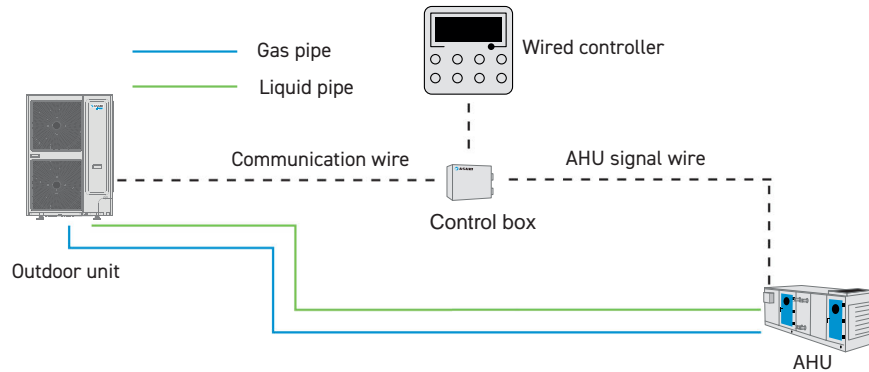 Gas pipe
Wired controller
Liquid pipe
Communication wire
AHU signal wire
Control box
Outdoor unit
AHU